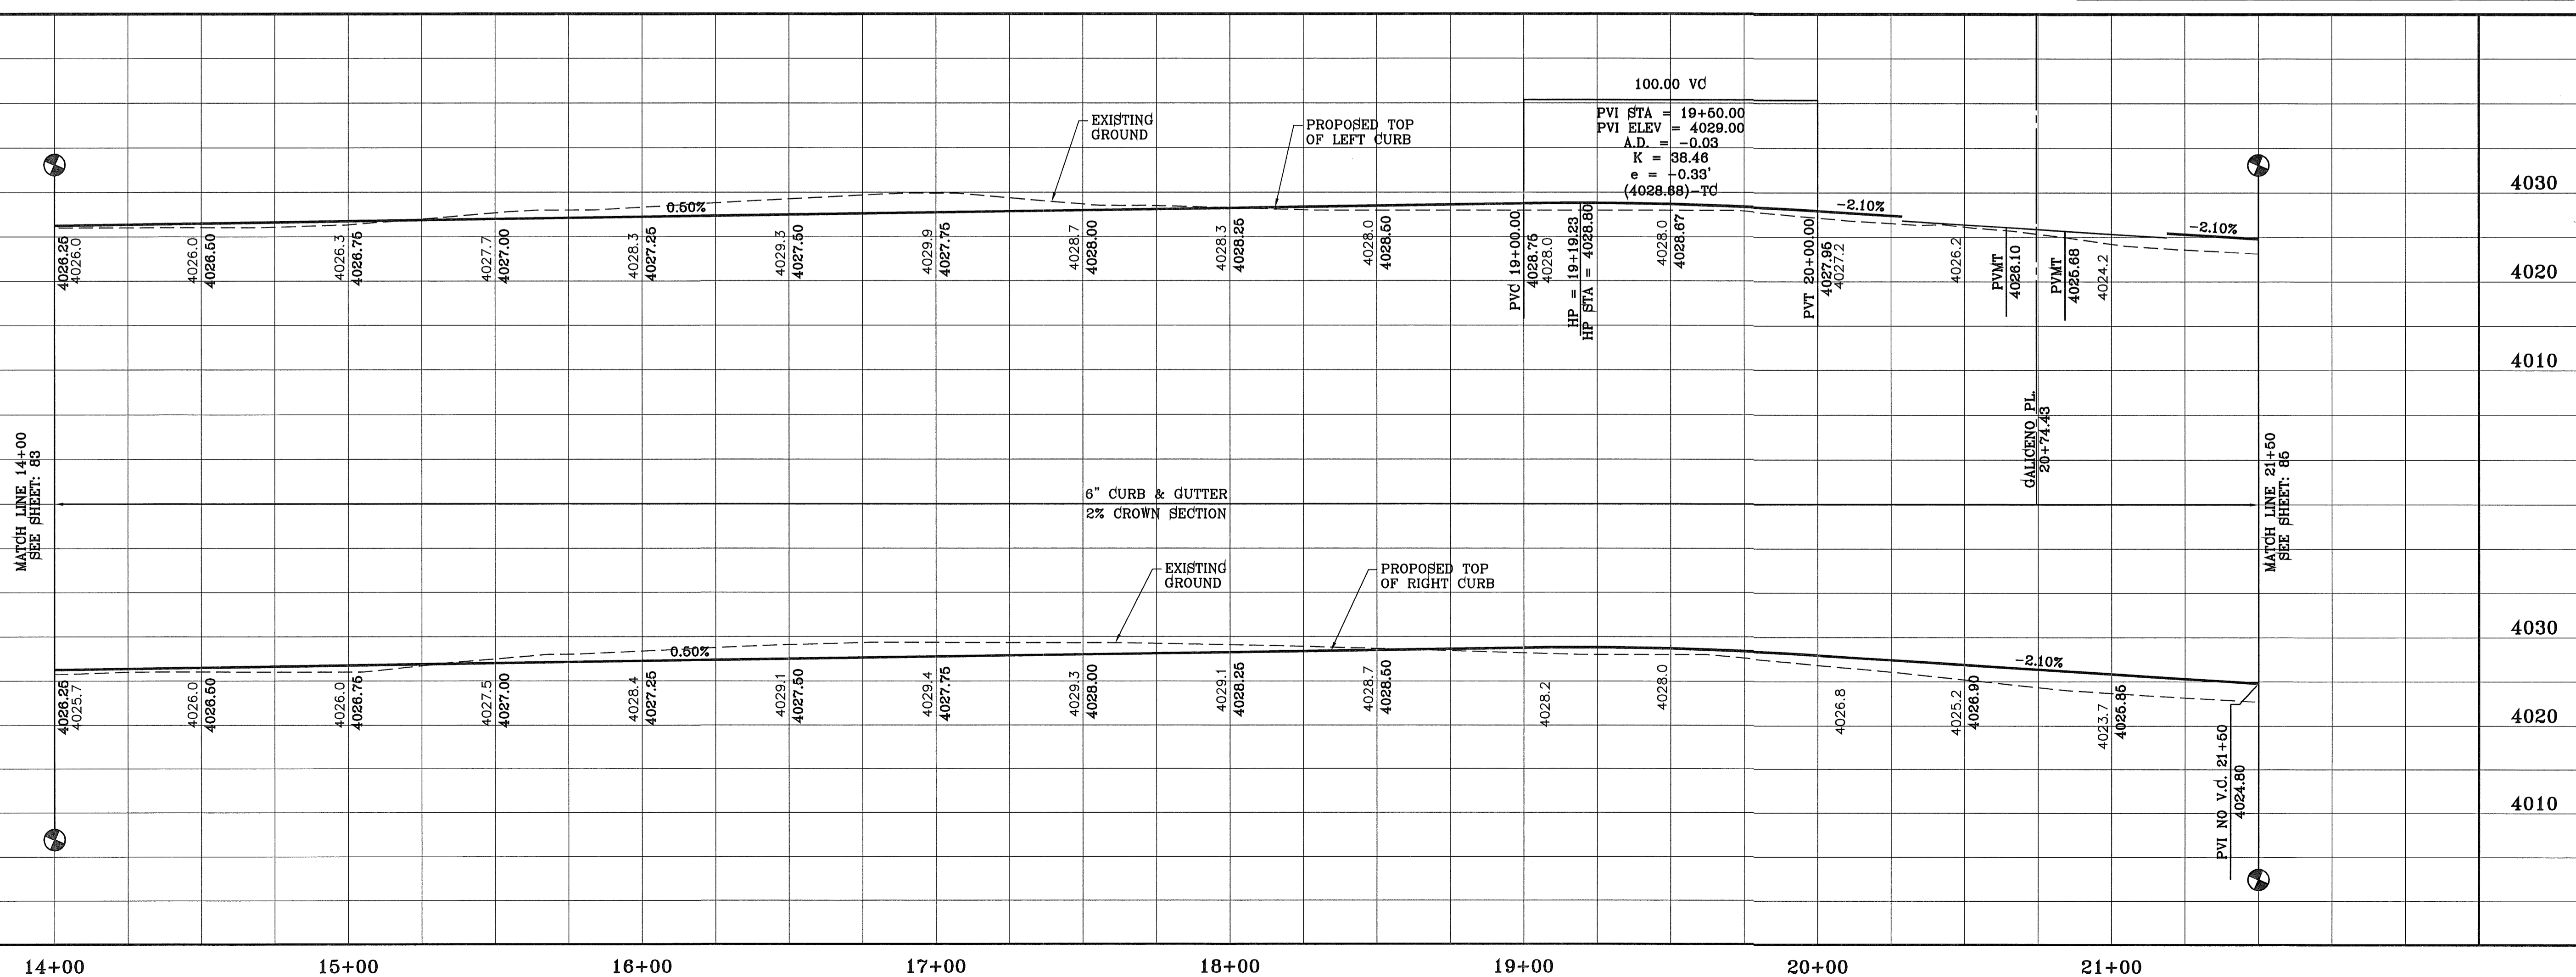 100.00 VC
PVI STA = 19+50.00
PVI ELEV = 4029.00
A.D. = -0.03
K = 38.46
e = -0.33'
(4028.68)-TC
EXISTING
GROUND
PROPOSED TOP
OF LEFT CURB
0.50%
-2.10%
-2.10%
4030
4020
4010
4026.25
4026.0
4026.0
4026.50
4026.3
4026.75
4027.7
4027.00
4028.3
4027.25
4029.3
4027.50
4029.9
4027.75
4028.7
4028.00
4028.3
4028.25
4028.0
4028.50
PVC 19+00.00
4028.75
4028.0
HP = 19+19.23
HP STA = 4028.80
4028.0
4028.67
PVT 20+00.00
4027.95
4027.2
4026.2
PVMT
4026.10
PVMT
4025.68
4024.2
GALICENO PL.
20+74.43
MATCH LINE 14+00
SEE SHEET: 83
MATCH LINE 21+50
SEE SHEET: 85
6" CURB & GUTTER
2% CROWN SECTION
EXISTING
GROUND
PROPOSED TOP
OF RIGHT CURB
0.50%
-2.10%
4030
4020
4010
4026.25
4025.7
4026.0
4026.50
4026.0
4026.75
4027.5
4027.00
4028.4
4027.25
4029.1
4027.50
4029.4
4027.75
4029.3
4028.00
4029.1
4028.25
4028.7
4028.50
4028.2
4028.0
4026.8
4025.2
4026.90
4023.7
4025.85
PVI NO V.C. 21+50
4024.80
14+00
15+00
16+00
17+00
18+00
19+00
20+00
21+00